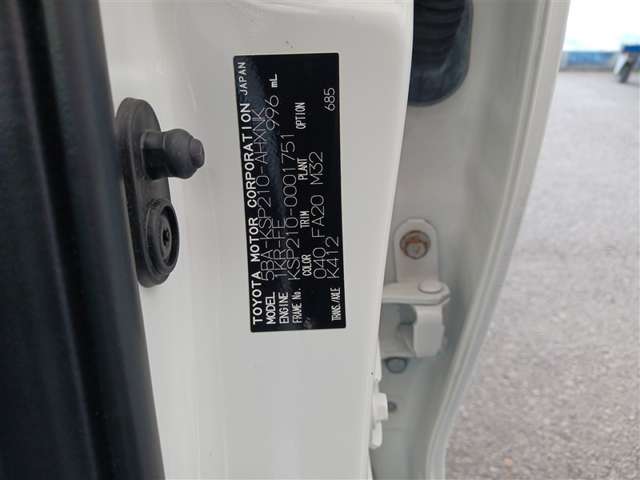 TOYOTA MOTOR CORPORATION JAPAN
MODEL 5BA-KSP210-AHXNK
ENGINE 1KR-FE 996 mL
FRAME No. KSP210-0001751
COLOR TRIM PLANT OPTION
040 FA20 M32 685
TRANS./AXLE K412